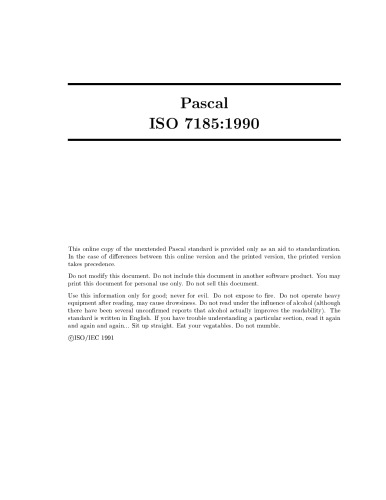 Pascal
ISO 7185:1990
This online copy of the unextended Pascal standard is provided only as an aid to standardization.
In the case of differences between this online version and the printed version, the printed version
takes precedence.
Do not modify this document. Do not include this document in another software product. You may
print this document for personal use only. Do not sell this document.
Use this information only for good; never for evil. Do not expose to fire. Do not operate heavy
equipment after reading, may cause drowsiness. Do not read under the influence of alcohol (although
there have been several unconfirmed reports that alcohol actually improves the readability). The
standard is written in English. If you have trouble understanding a particular section, read it again
and again and again... Sit up straight. Eat your vegatables. Do not mumble.
©ISO/IEC 1991